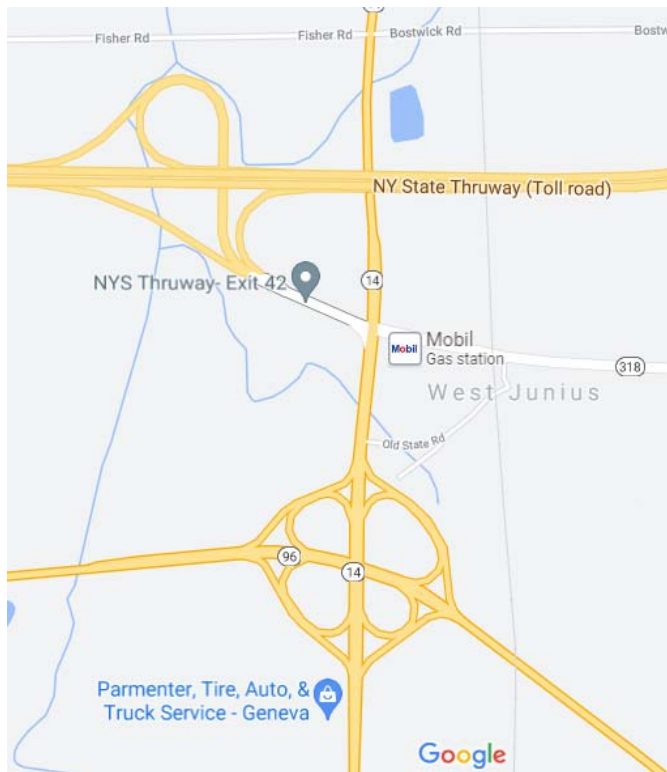 Fisher Rd
Fisher Rd
Bostwick Rd
NY State Thruway (Toll road)
NYS Thruway- Exit 42
14
Mobil
Mobil
Gas station
318
West Junius
Old State Rd
96
14
Parmenter, Tire, Auto, &
Truck Service - Geneva
Google